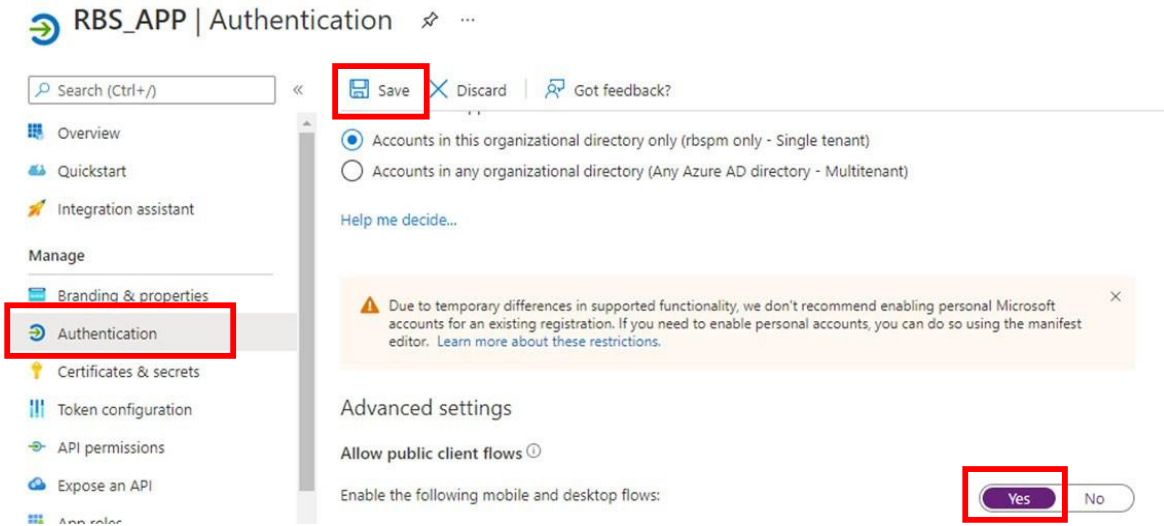 RBS_APP | Authentication
Search (Ctrl+/)
«
Save
Discard
Got feedback?
Accounts in this organizational directory only (rbspm only - Single tenant)
Accounts in any organizational directory (Any Azure AD directory - Multitenant)
Help me decide...
Overview
Quickstart
Integration assistant
Manage
Branding & properties
Authentication
Certificates & secrets
Token configuration
API permissions
Expose an API
App roles
Due to temporary differences in supported functionality, we don't recommend enabling personal Microsoft
accounts for an existing registration. If you need to enable personal accounts, you can do so using the manifest
editor. Learn more about these restrictions.
Advanced settings
Allow public client flows
Enable the following mobile and desktop flows:
Yes
No